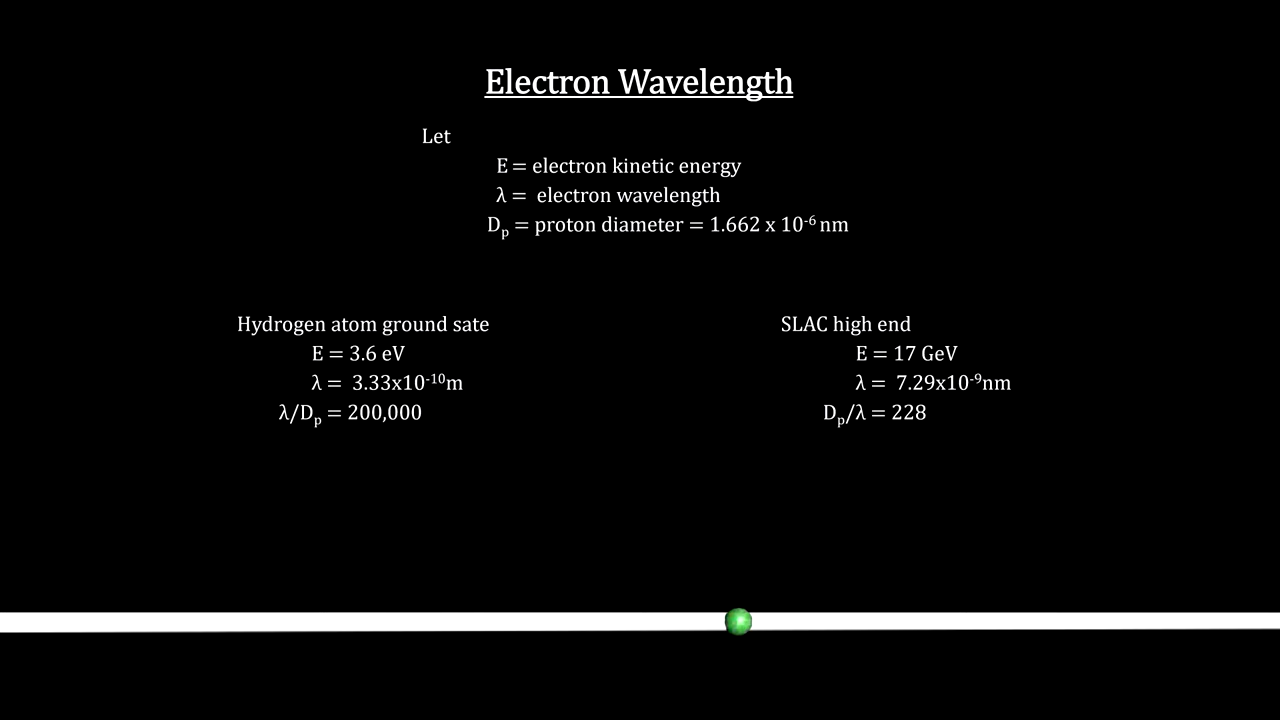 Electron Wavelength
Let
E = electron kinetic energy
λ = electron wavelength
Dₚ = proton diameter = 1.662 x 10⁻⁶ nm
Hydrogen atom ground sate
E = 3.6 eV
λ = 3.33x10⁻¹⁰m
λ/Dₚ = 200,000
SLAC high end
E = 17 GeV
λ = 7.29x10⁻⁹nm
Dₚ/λ = 228